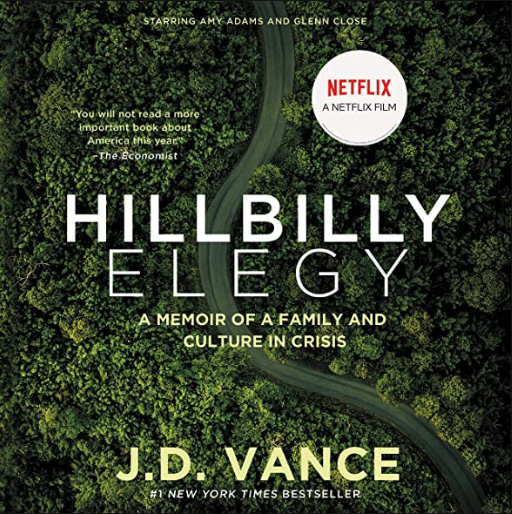 STARRING AMY ADAMS AND GLENN CLOSE
NETFLIX
A NETFLIX FILM
"You will not read a more
important book about
America this year."
–The Economist
HILLBILLY
ELEGY
A MEMOIR OF A FAMILY AND
CULTURE IN CRISIS
J.D. VANCE
#1 NEW YORK TIMES BESTSELLER